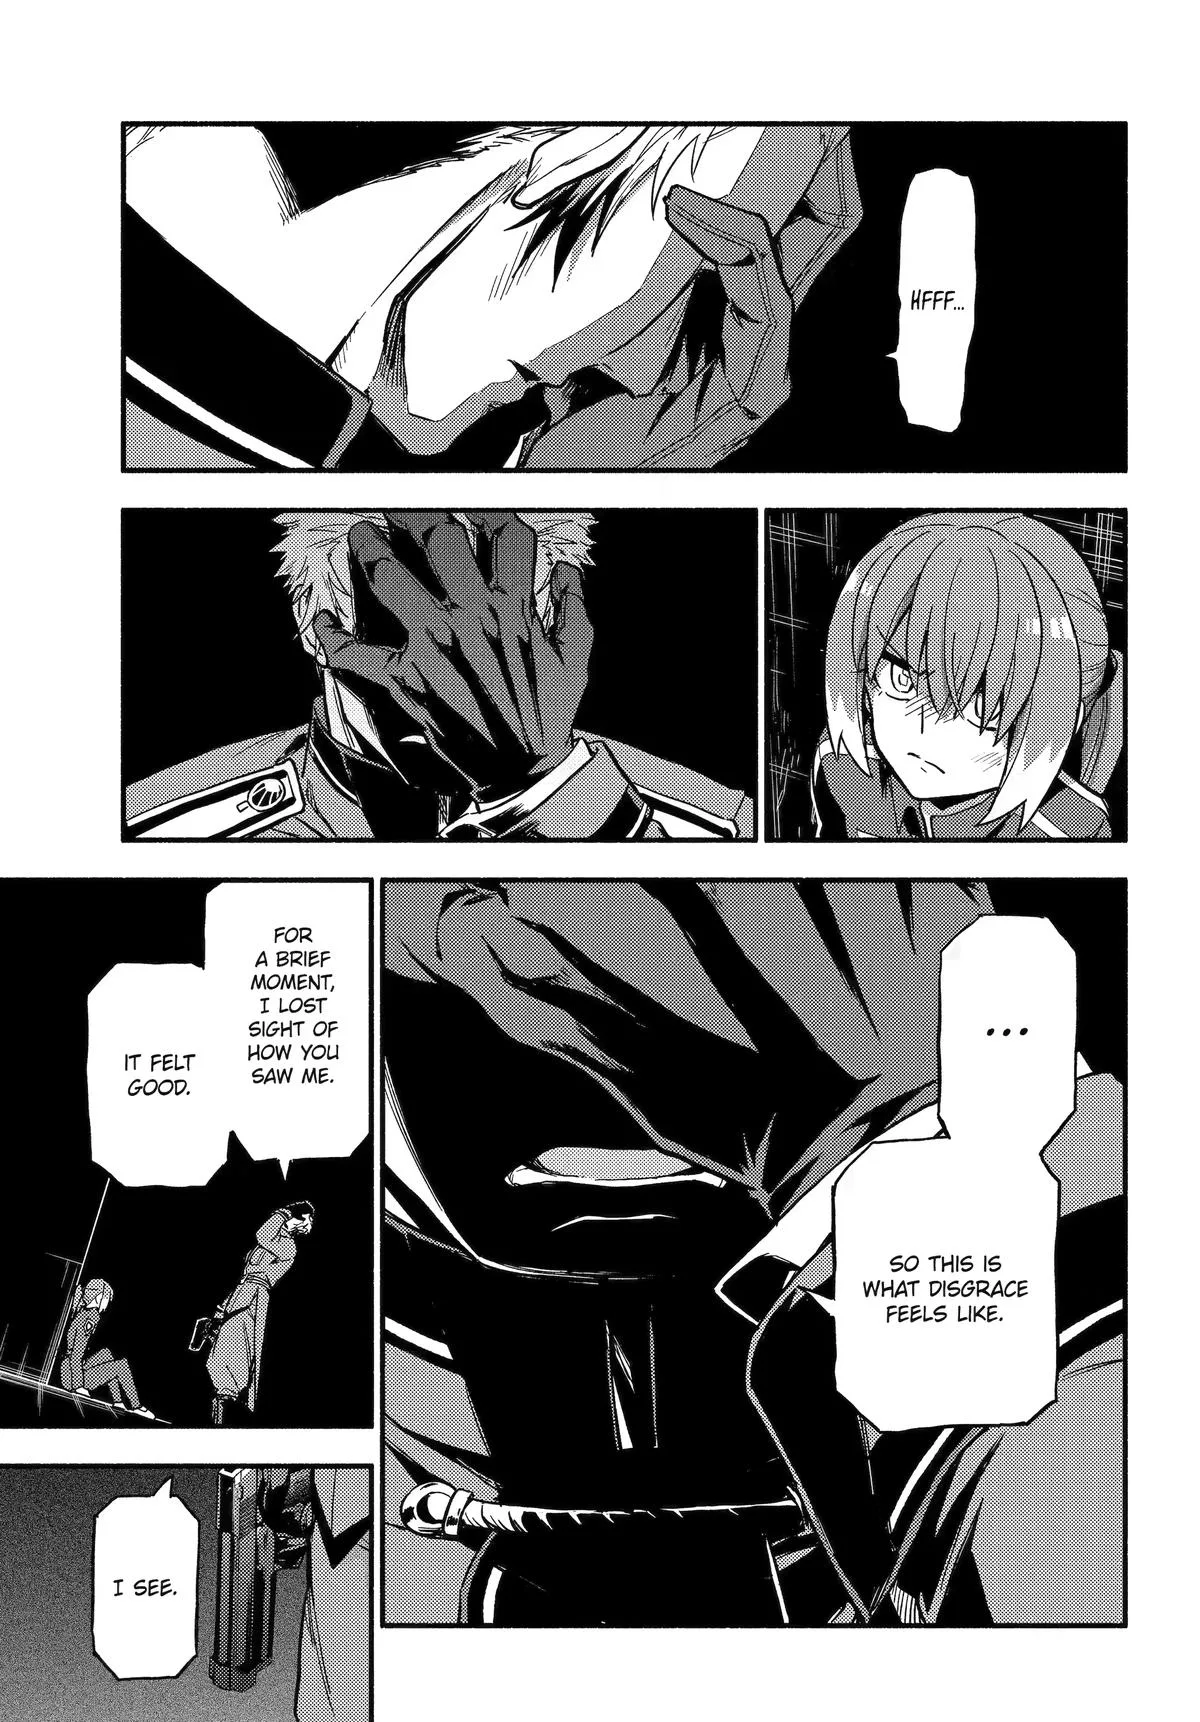 HFFF...
...
SO THIS IS
WHAT DISGRACE
FEELS LIKE.
FOR
A BRIEF
MOMENT,
I LOST
SIGHT OF
HOW YOU
SAW ME.
IT FELT
GOOD.
I SEE.